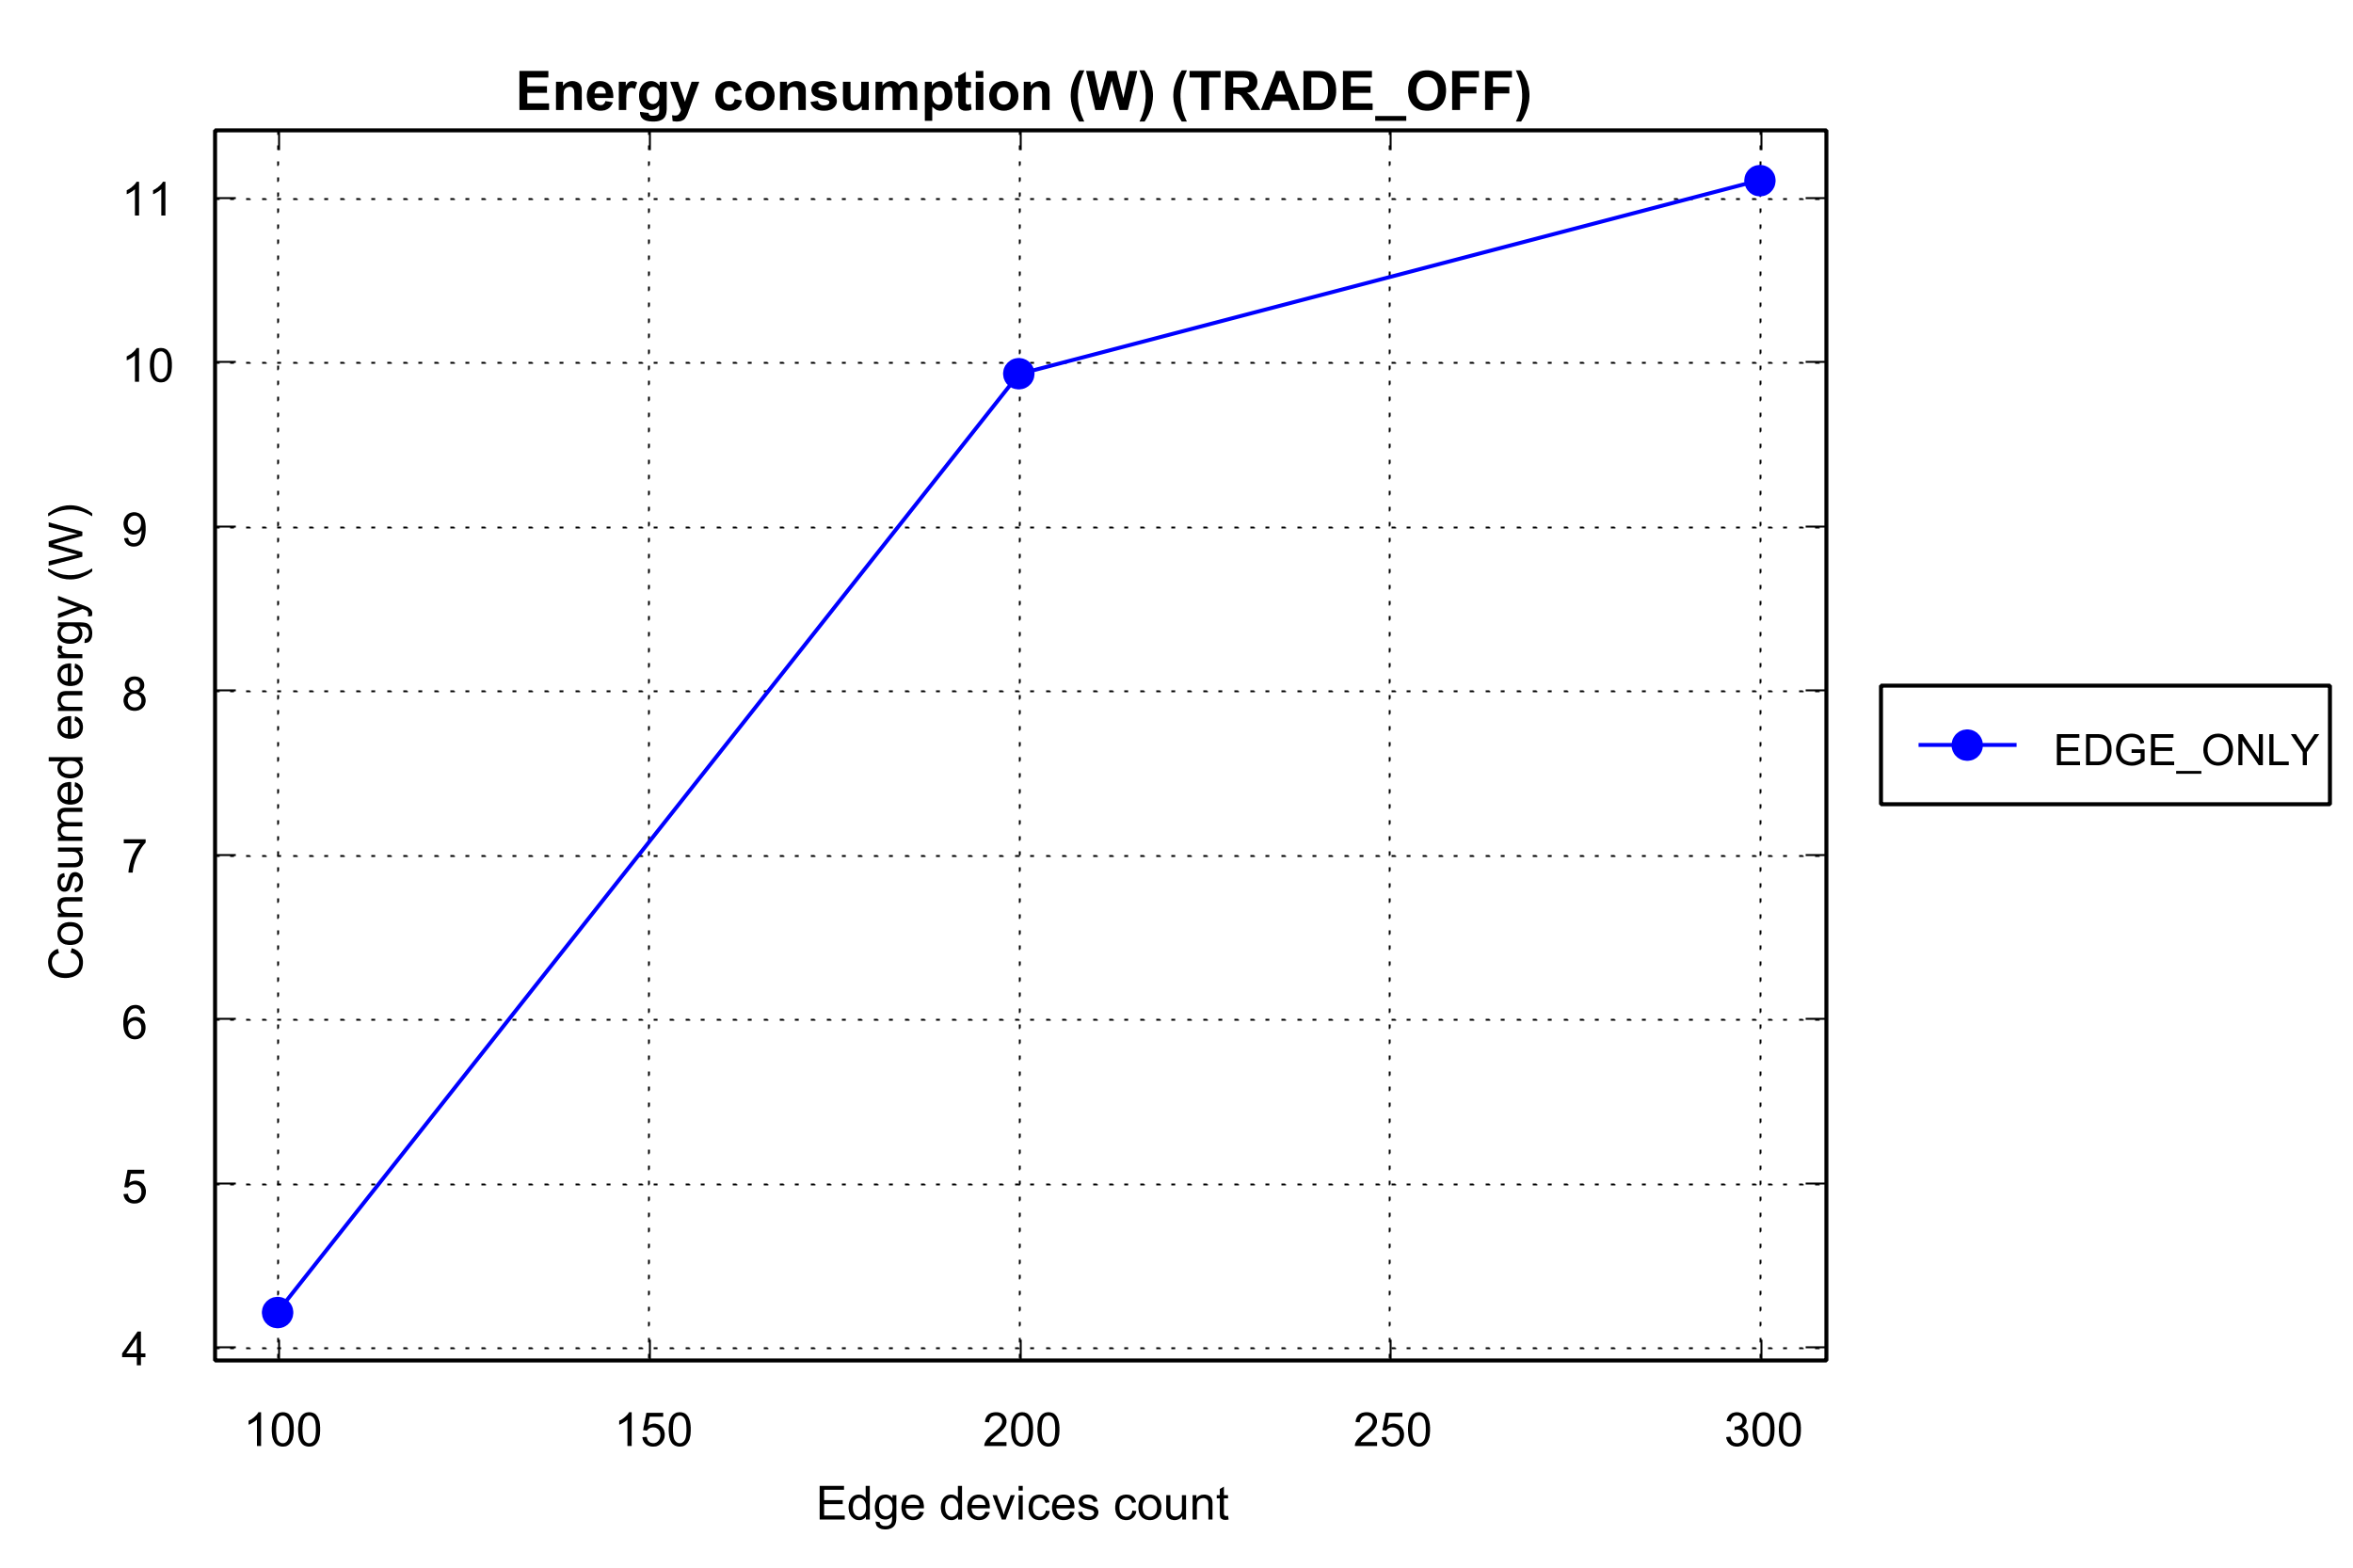 Energy consumption (W) (TRADE_OFF)
11
10
9
8
7
6
5
4
Consumed energy (W)
100 150 200 250 300
Edge devices count
EDGE_ONLY